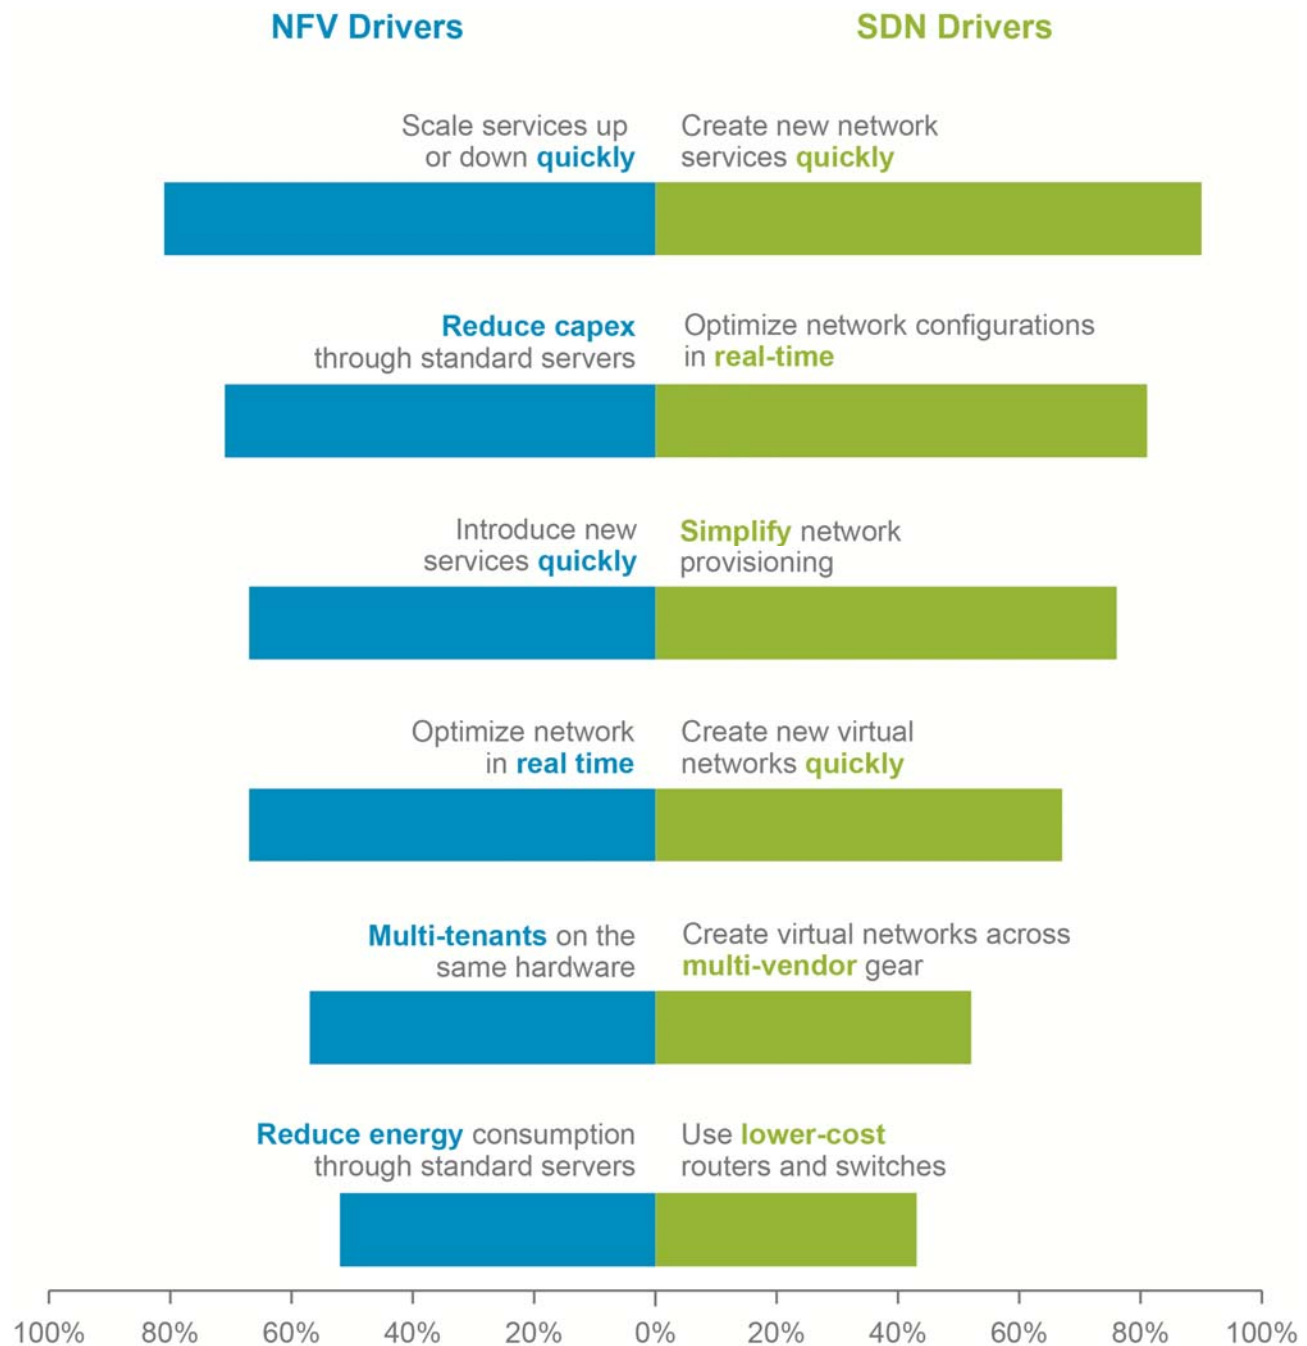 NFV Drivers
SDN Drivers
Scale services up
or down quickly
Create new network
services quickly
Reduce capex
through standard servers
Optimize network configurations
in real-time
Introduce new
services quickly
Simplify network
provisioning
Optimize network
in real time
Create new virtual
networks quickly
Multi-tenants on the
same hardware
Create virtual networks across
multi-vendor gear
Reduce energy consumption
through standard servers
Use lower-cost
routers and switches
100% 80% 60% 40% 20% 0% 20% 40% 60% 80% 100%